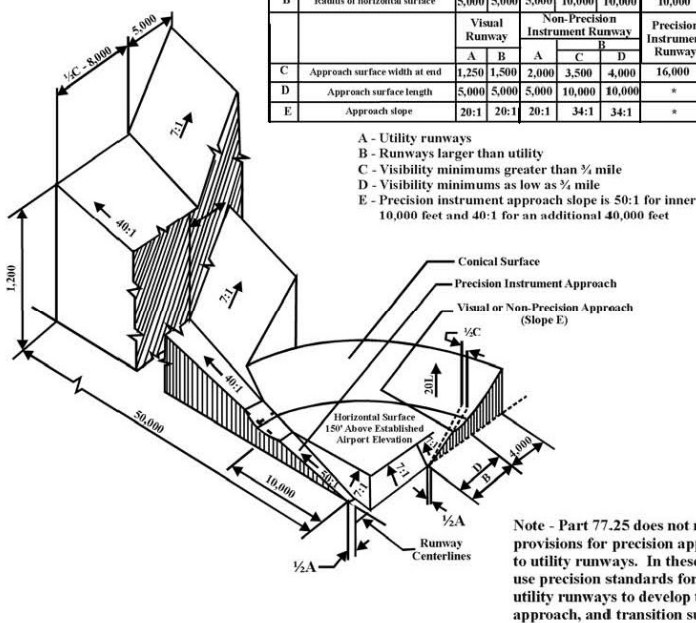 B Radius of horizontal surface 5,000 5,000 5,000 10,000 10,000 10,000
Visual Runway Non-Precision Instrument Runway Precision
A B A B Runway
C D
C Approach surface width at end 1,250 1,500 2,000 3,500 4,000 16,000
D Approach surface length 5,000 5,000 5,000 10,000 10,000 *
E Approach slope 20:1 20:1 20:1 34:1 34:1 *
A - Utility runways
B - Runways larger than utility
C - Visibility minimums greater than ¾ mile
D - Visibility minimums as low as ¾ mile
E - Precision instrument approach slope is 50:1 for inner
10,000 feet and 40:1 for an additional 40,000 feet
5,000
½C - 8,000
7:1
40:1
1,200
7:1
Conical Surface
Precision Instrument Approach
Visual or Non-Precision Approach
(Slope E)
½C
20:1
40:1
Horizontal Surface
150' Above Established
Airport Elevation
7:1
50:1
7:1
7:1
50,000
10,000
D
B
4,000
½A
½A
Runway
Centerlines
Note - Part 77.25 does not
provisions for precision
to utility runways. In these
use precision standards for
utility runways to develop
approach, and transition